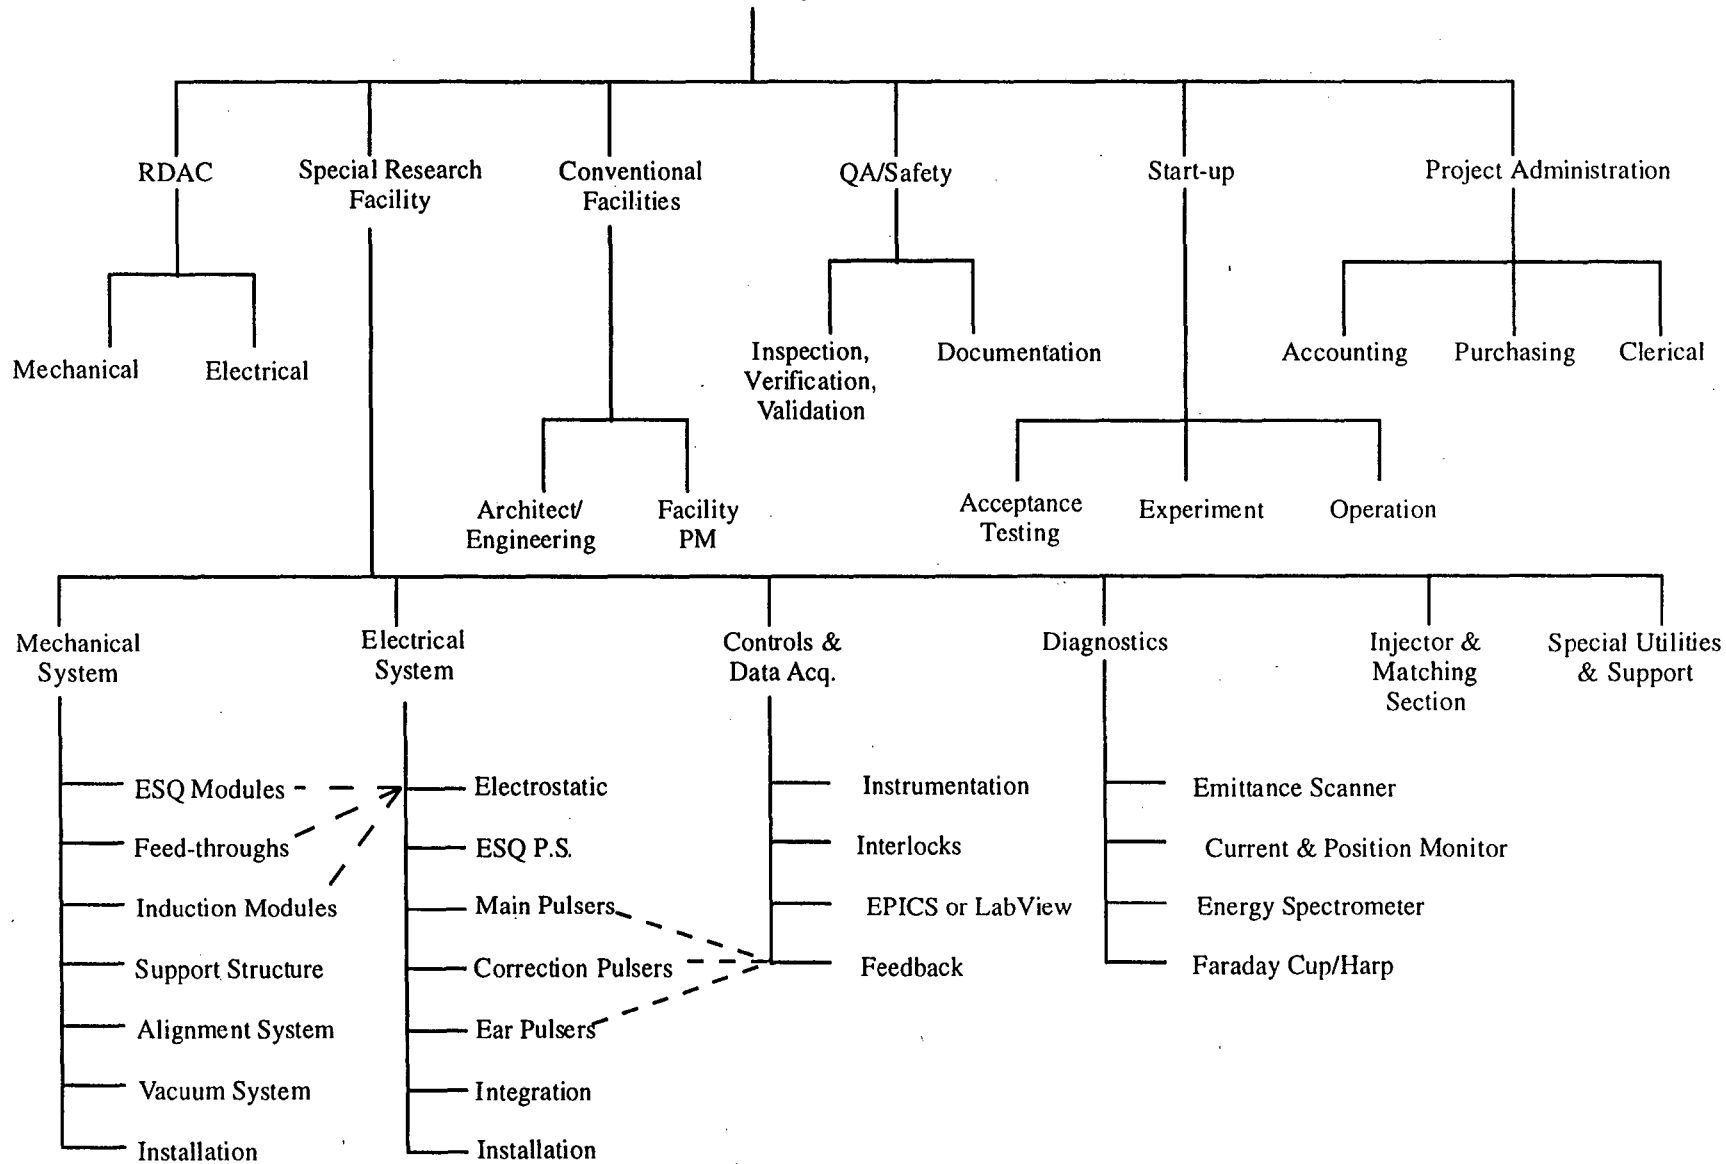 RDAC
Special Research
Facility
Conventional
Facilities
QA/Safety
Start-up
Project Administration
Mechanical
Electrical
Inspection,
Verification,
Validation
Documentation
Accounting
Purchasing
Clerical
Architect/
Engineering
Facility
PM
Acceptance
Testing
Experiment
Operation
Mechanical
System
Electrical
System
Controls &
Data Acq.
Diagnostics
Injector &
Matching
Section
Special Utilities
& Support
ESQ Modules
Feed-throughs
Induction Modules
Support Structure
Alignment System
Vacuum System
Installation
Electrostatic
ESQ P.S.
Main Pulsers
Correction Pulsers
Ear Pulsers
Integration
Installation
Instrumentation
Interlocks
EPICS or LabView
Feedback
Emittance Scanner
Current & Position Monitor
Energy Spectrometer
Faraday Cup/Harp